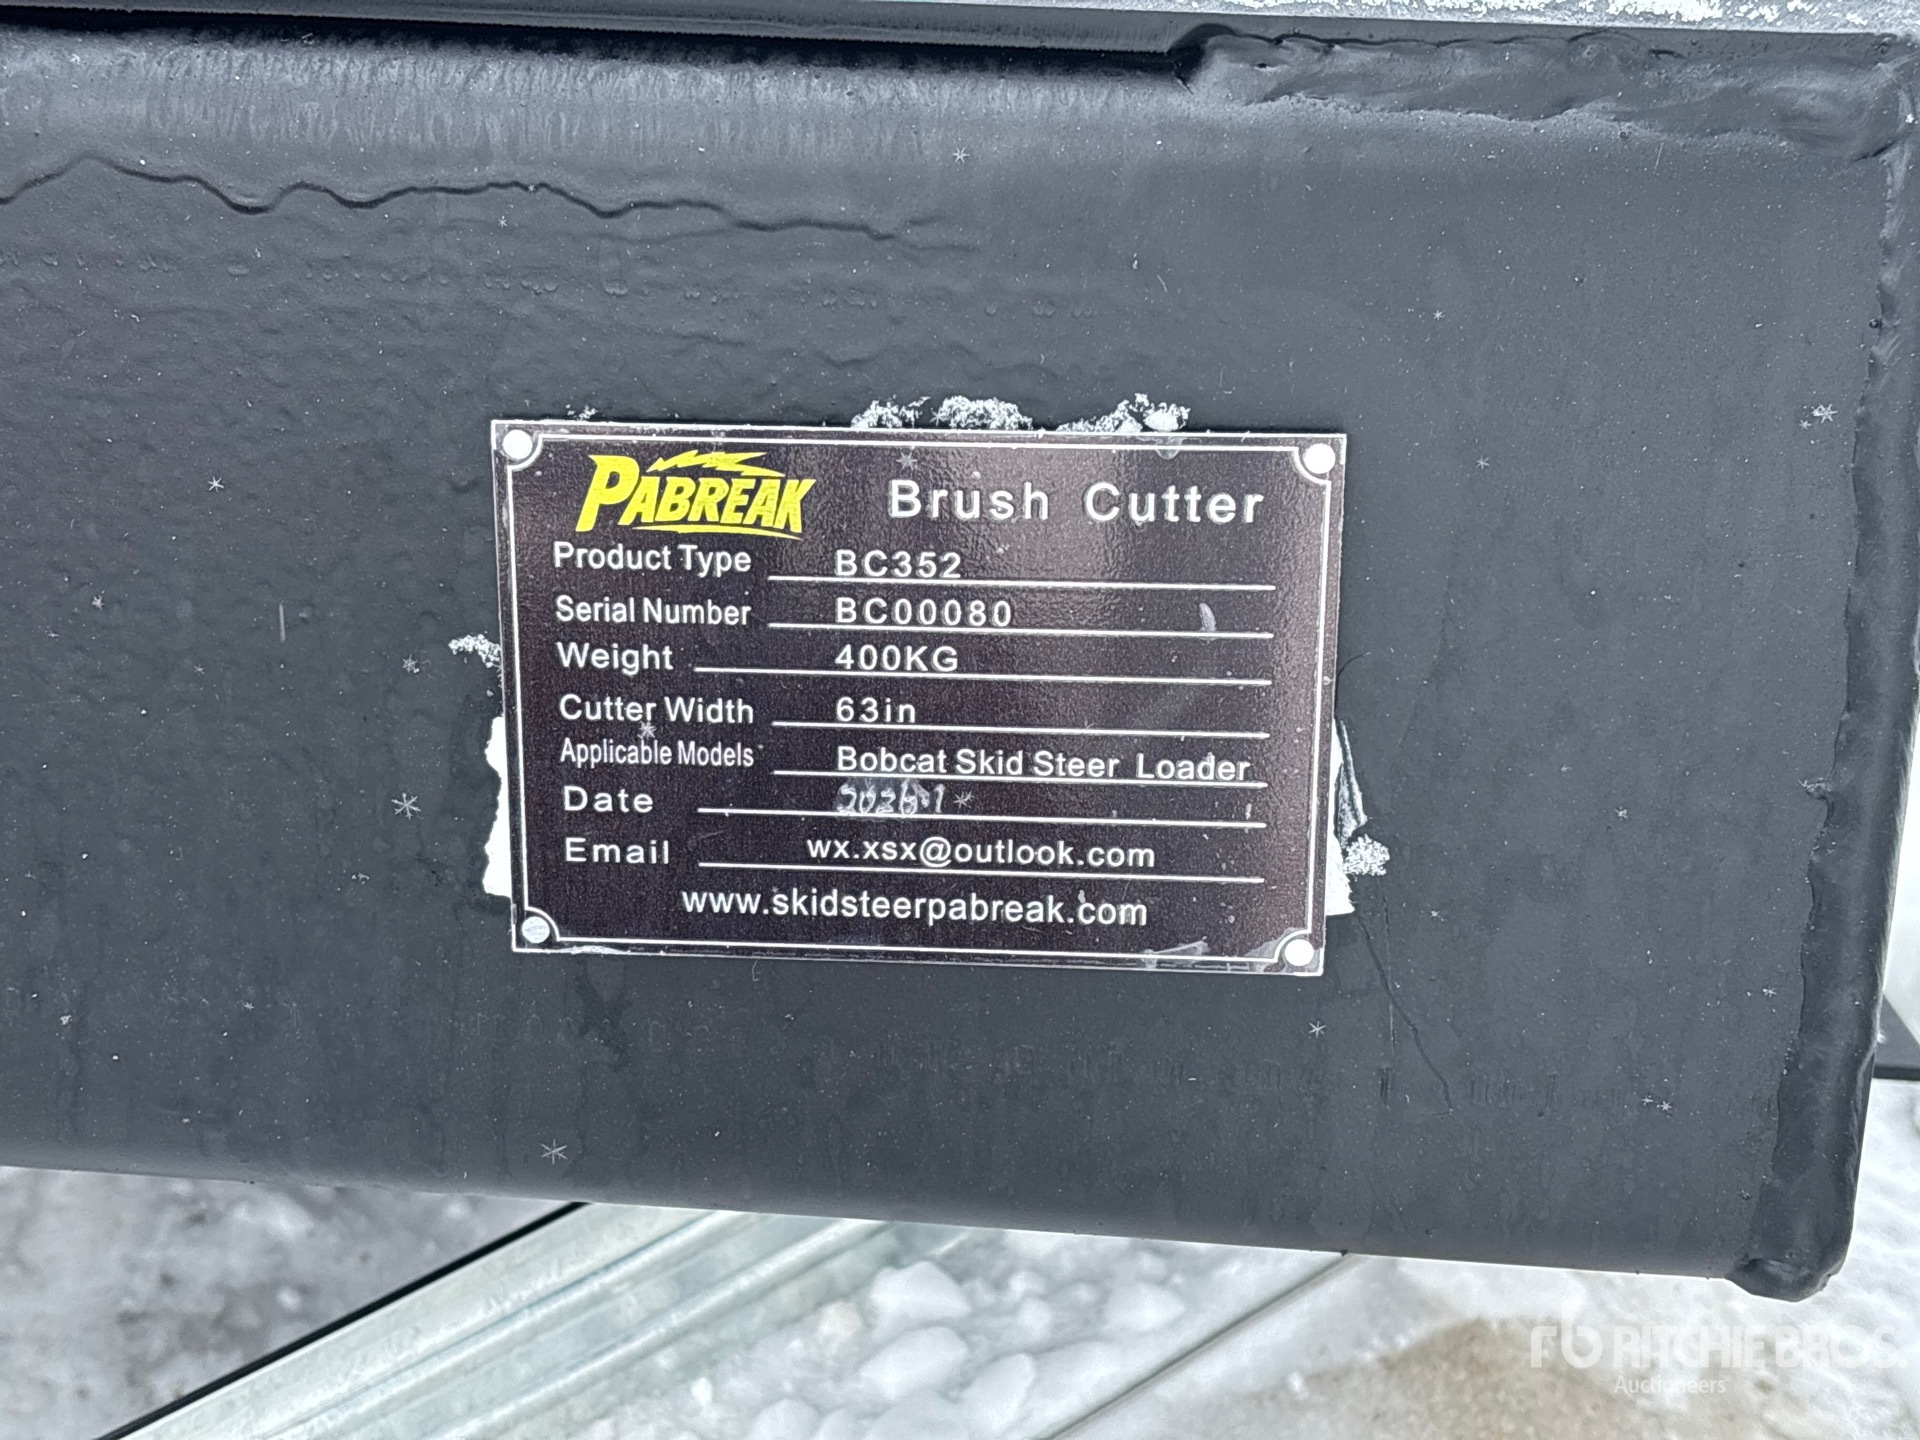 PABREAK Brush Cutter
Product Type BC352
Serial Number BC00080
Weight 400KG
Cutter Width 63in
Applicable Models Bobcat Skid Steer Loader
Date
Email wx.xsx@outlook.com
www.skidsteerpabreak.com
RITCHIE BROS.
Auctioneers